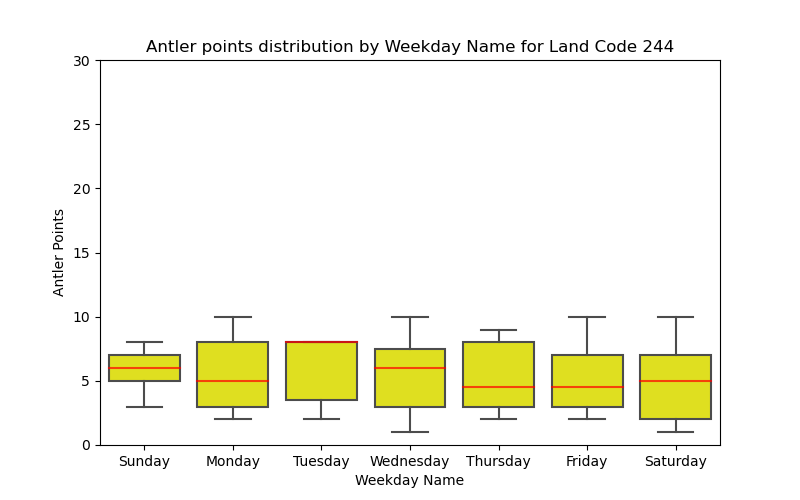 Antler points distribution by Weekday Name for Land Code 244
30
25
20
15
10
5
0
Antler Points
Sunday Monday Tuesday Wednesday Thursday Friday Saturday
Weekday Name